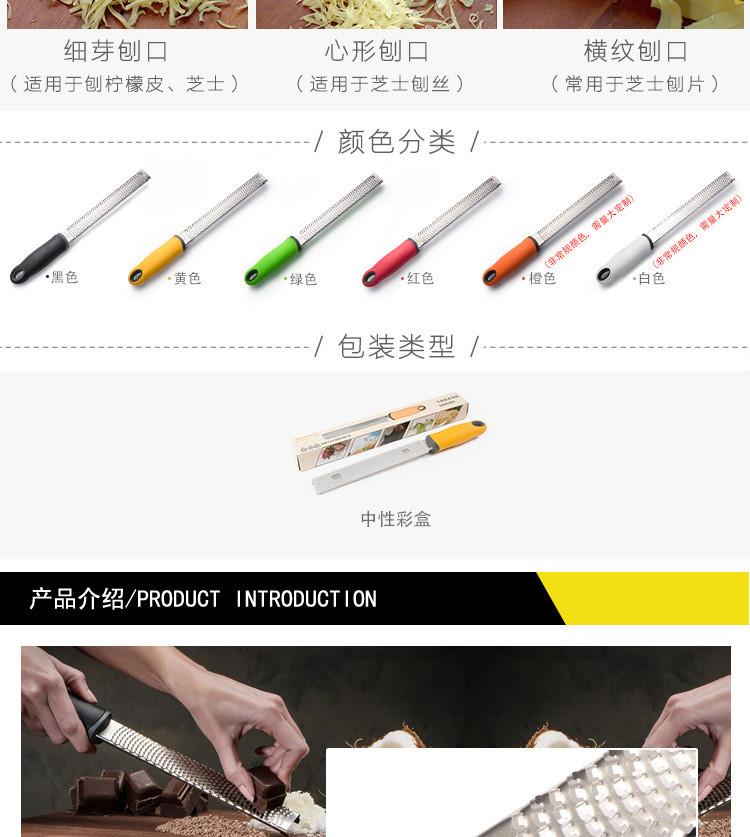 细芽刨口
心形刨口
横纹刨口
（适用于刨柠檬皮、芝士）
（适用于芝士刨丝）
（常用于芝士刨片）
/ 颜色分类 /
•黑色
•黄色
•绿色
•红色
•橙色
（非常规颜色，需量大定制）
•白色
（非常规颜色，需量大定制）
/ 包装类型 /
中性彩盒
产品介绍/PRODUCT INTRODUCTION